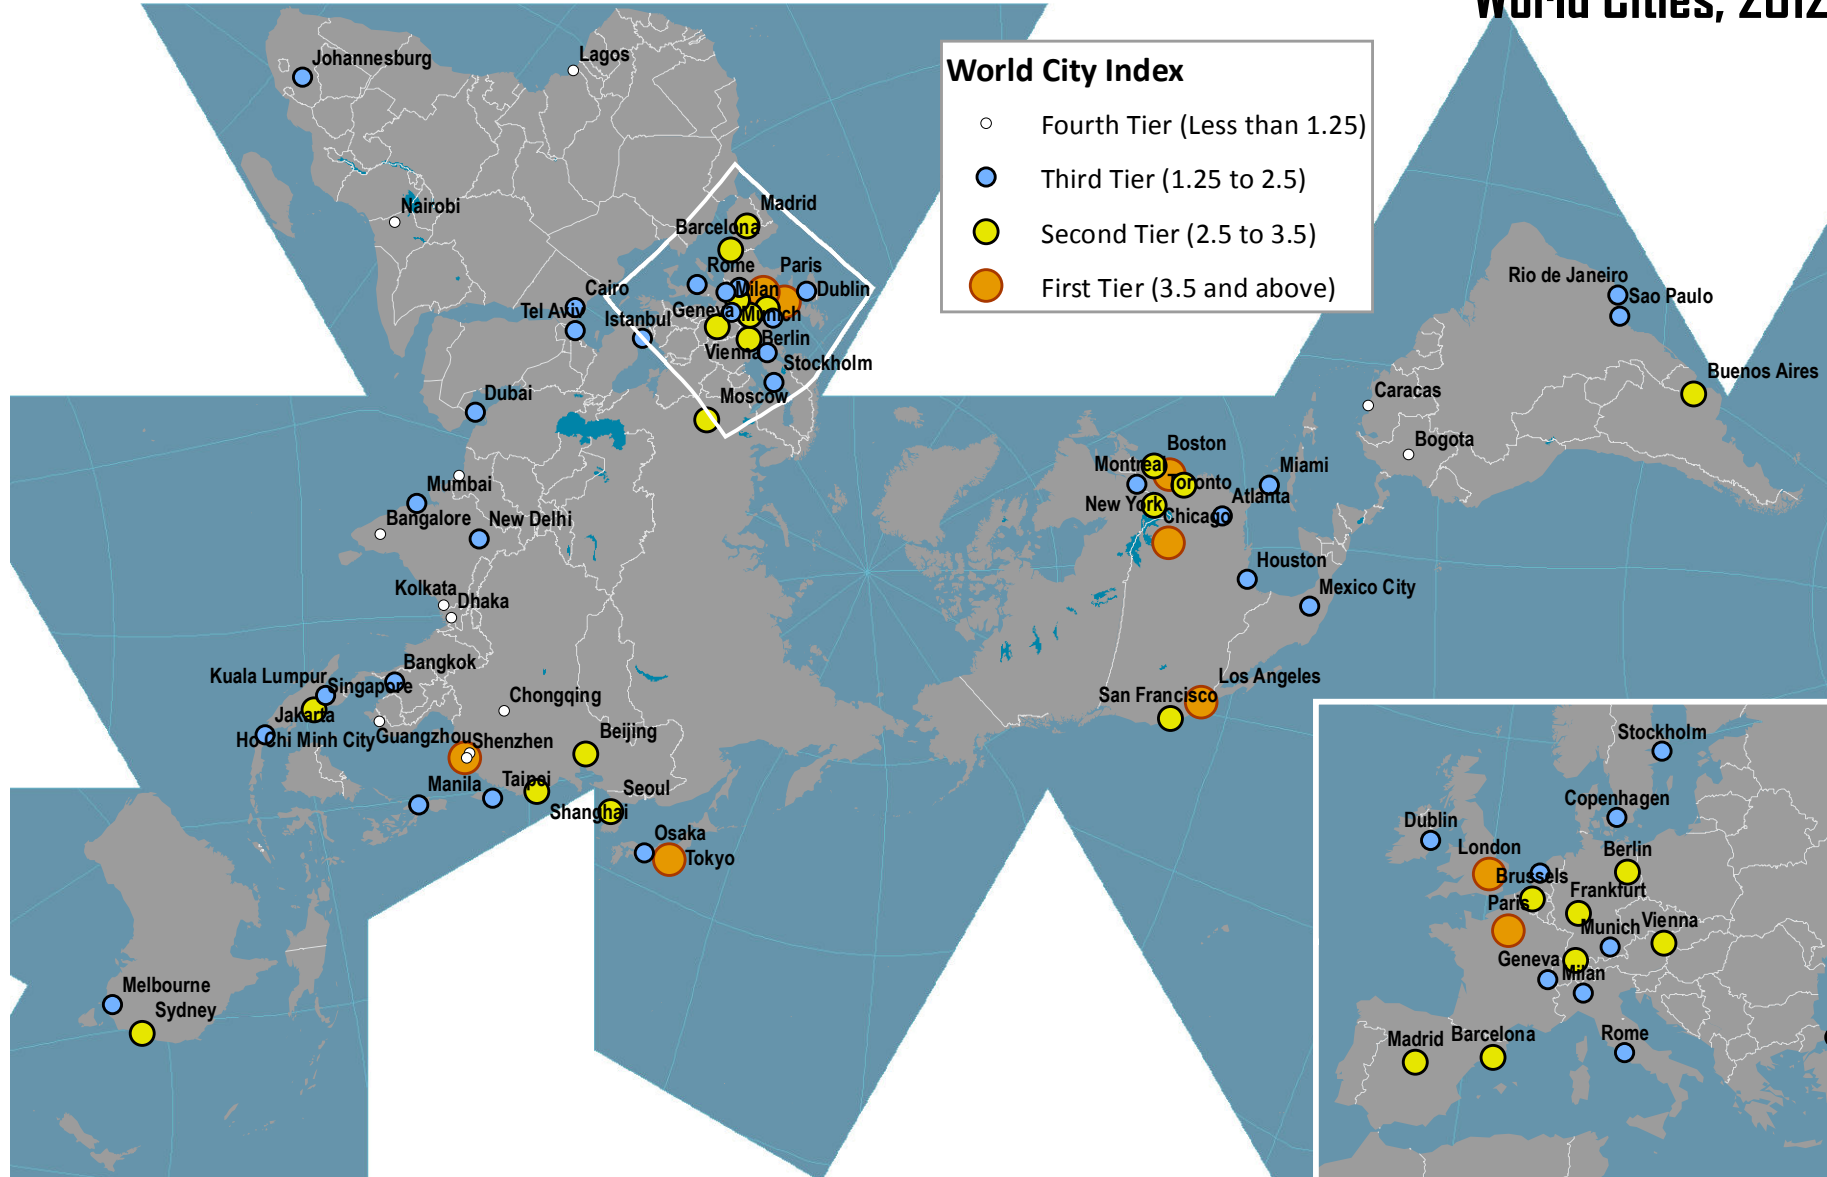 World Cities, 2012
World City Index
Fourth Tier (Less than 1.25)
Third Tier (1.25 to 2.5)
Second Tier (2.5 to 3.5)
First Tier (3.5 and above)
Johannesburg
Lagos
Nairobi
Madrid
Barcelona
Rome
Paris
Milan
Dublin
Cairo
Tel Aviv
Istanbul
Geneva
Munich
Vienna
Berlin
Stockholm
Moscow
Dubai
Mumbai
Bangalore
New Delhi
Kolkata
Dhaka
Bangkok
Kuala Lumpur
Singapore
Jakarta
Ho Chi Minh City
Chongqing
Guangzhou
Shenzhen
Beijing
Manila
Taipei
Shanghai
Seoul
Osaka
Tokyo
Melbourne
Sydney
Rio de Janeiro
Sao Paulo
Buenos Aires
Caracas
Bogota
Boston
Montreal
Toronto
New York
Chicago
Miami
Atlanta
Houston
Mexico City
Los Angeles
San Francisco
Stockholm
Copenhagen
Dublin
London
Berlin
Brussels
Frankfurt
Paris
Munich
Vienna
Geneva
Milan
Madrid
Barcelona
Rome